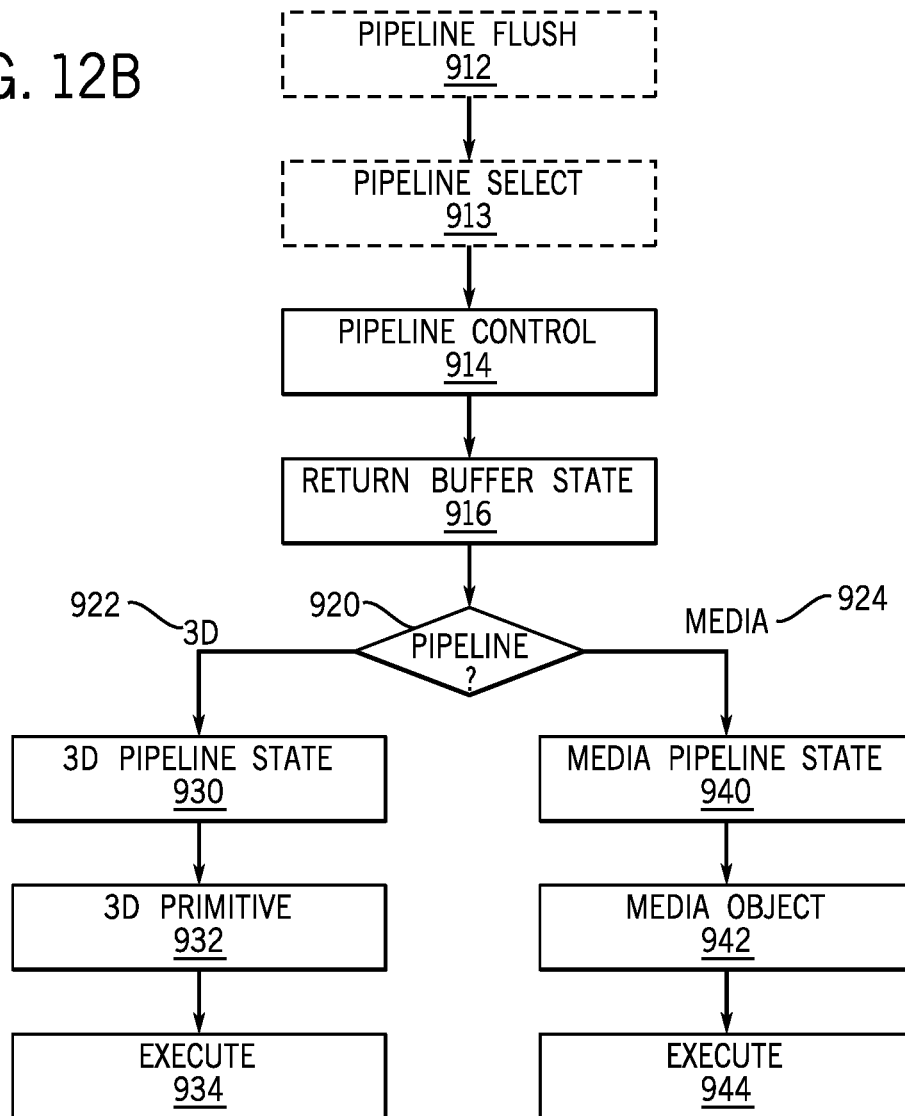 G. 12B
PIPELINE FLUSH
912
PIPELINE SELECT
913
PIPELINE CONTROL
914
RETURN BUFFER STATE
916
922
3D
920
PIPELINE
?
MEDIA
924
3D PIPELINE STATE
930
MEDIA PIPELINE STATE
940
3D PRIMITIVE
932
MEDIA OBJECT
942
EXECUTE
934
EXECUTE
944